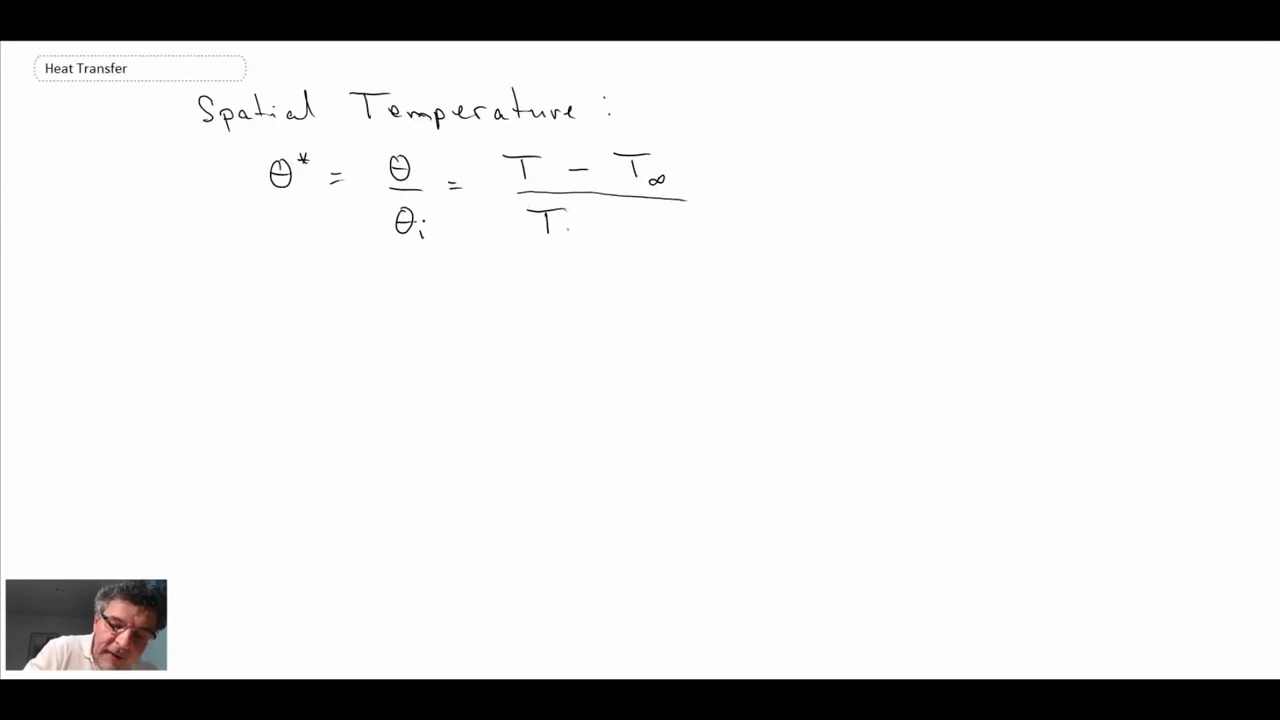 Heat Transfer
Spatial Temperature :
θ* = θ / θi = T - T∞ / T